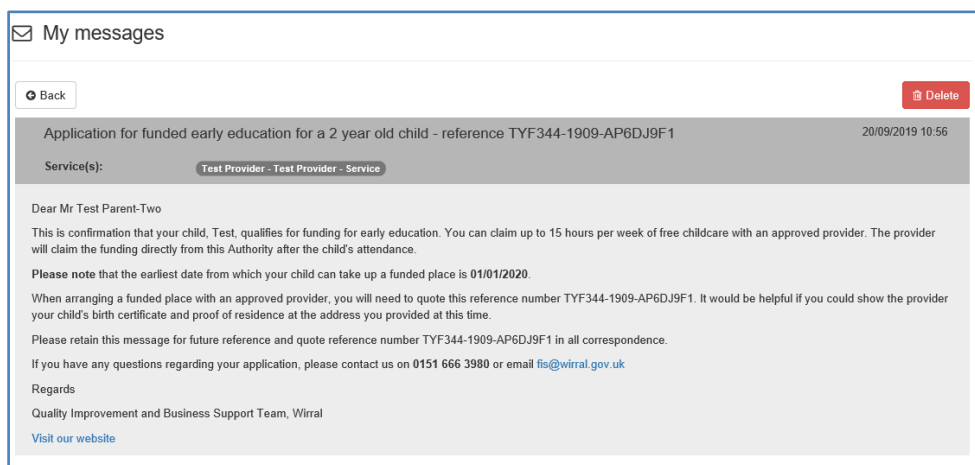 My messages
Back
Delete
Application for funded early education for a 2 year old child - reference TYF344-1909-AP6DJ9F1
20/09/2019 10:56
Service(s):
Test Provider - Test Provider - Service
Dear Mr Test Parent-Two
This is confirmation that your child, Test, qualifies for funding for early education. You can claim up to 15 hours per week of free childcare with an approved provider. The provider
will claim the funding directly from this Authority after the child's attendance.
Please note that the earliest date from which your child can take up a funded place is 01/01/2020.
When arranging a funded place with an approved provider, you will need to quote this reference number TYF344-1909-AP6DJ9F1. It would be helpful if you could show the provider
your child's birth certificate and proof of residence at the address you provided at this time.
Please retain this message for future reference and quote reference number TYF344-1909-AP6DJ9F1 in all correspondence.
If you have any questions regarding your application, please contact us on 0151 666 3980 or email fis@wirral.gov.uk
Regards
Quality Improvement and Business Support Team, Wirral
Visit our website